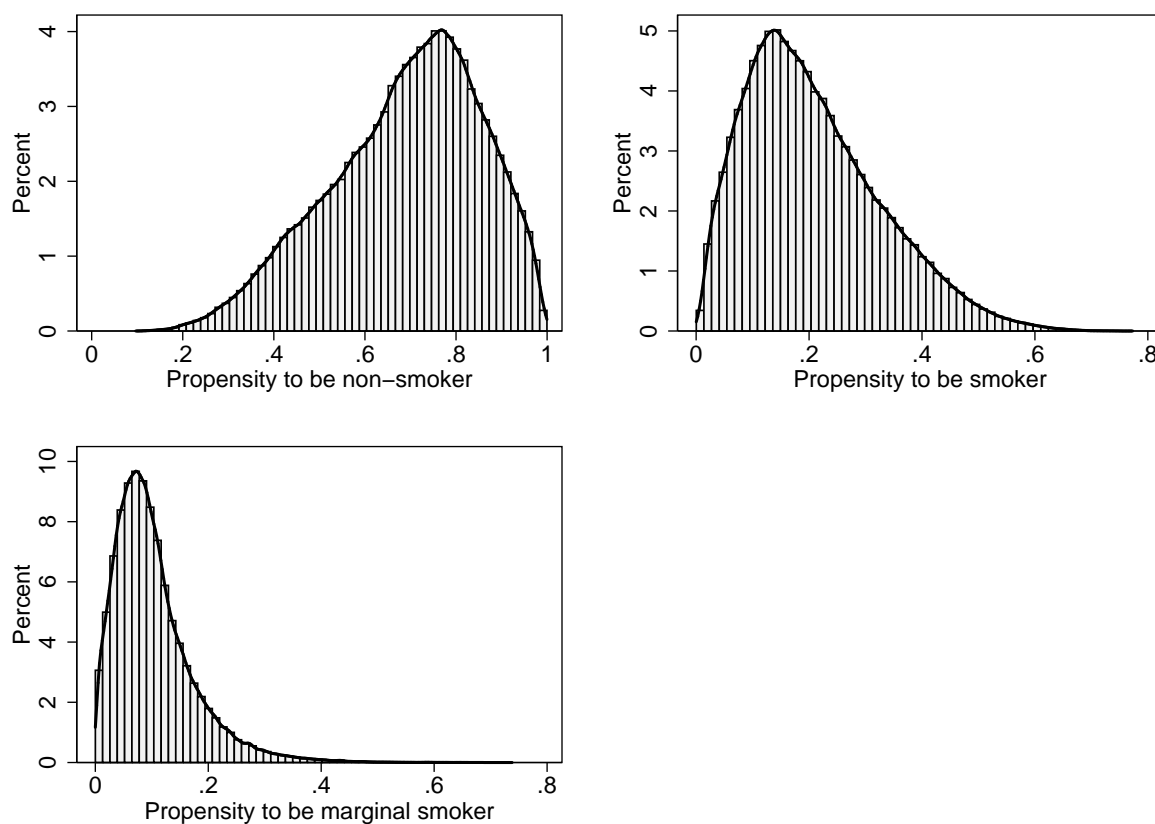 Percent
0 1 2 3 4
0 .2 .4 .6 .8 1
Propensity to be non−smoker
Percent
0 1 2 3 4 5
0 .2 .4 .6 .8
Propensity to be smoker
Percent
0 2 4 6 8 10
0 .2 .4 .6 .8
Propensity to be marginal smoker